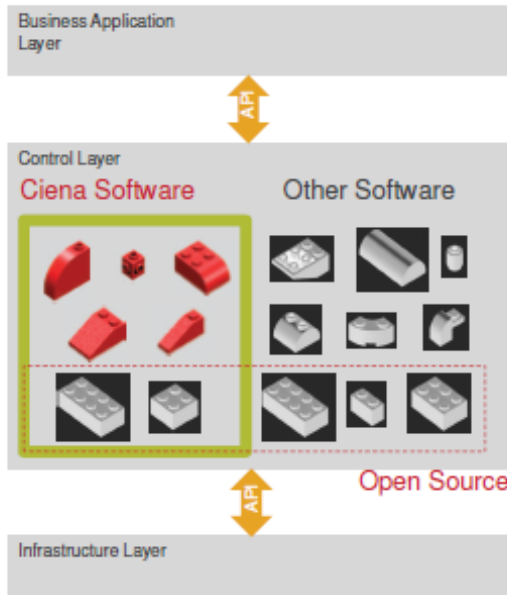 Business Application
Layer
API
Control Layer
Ciena Software
Other Software
Open Source
API
Infrastructure Layer